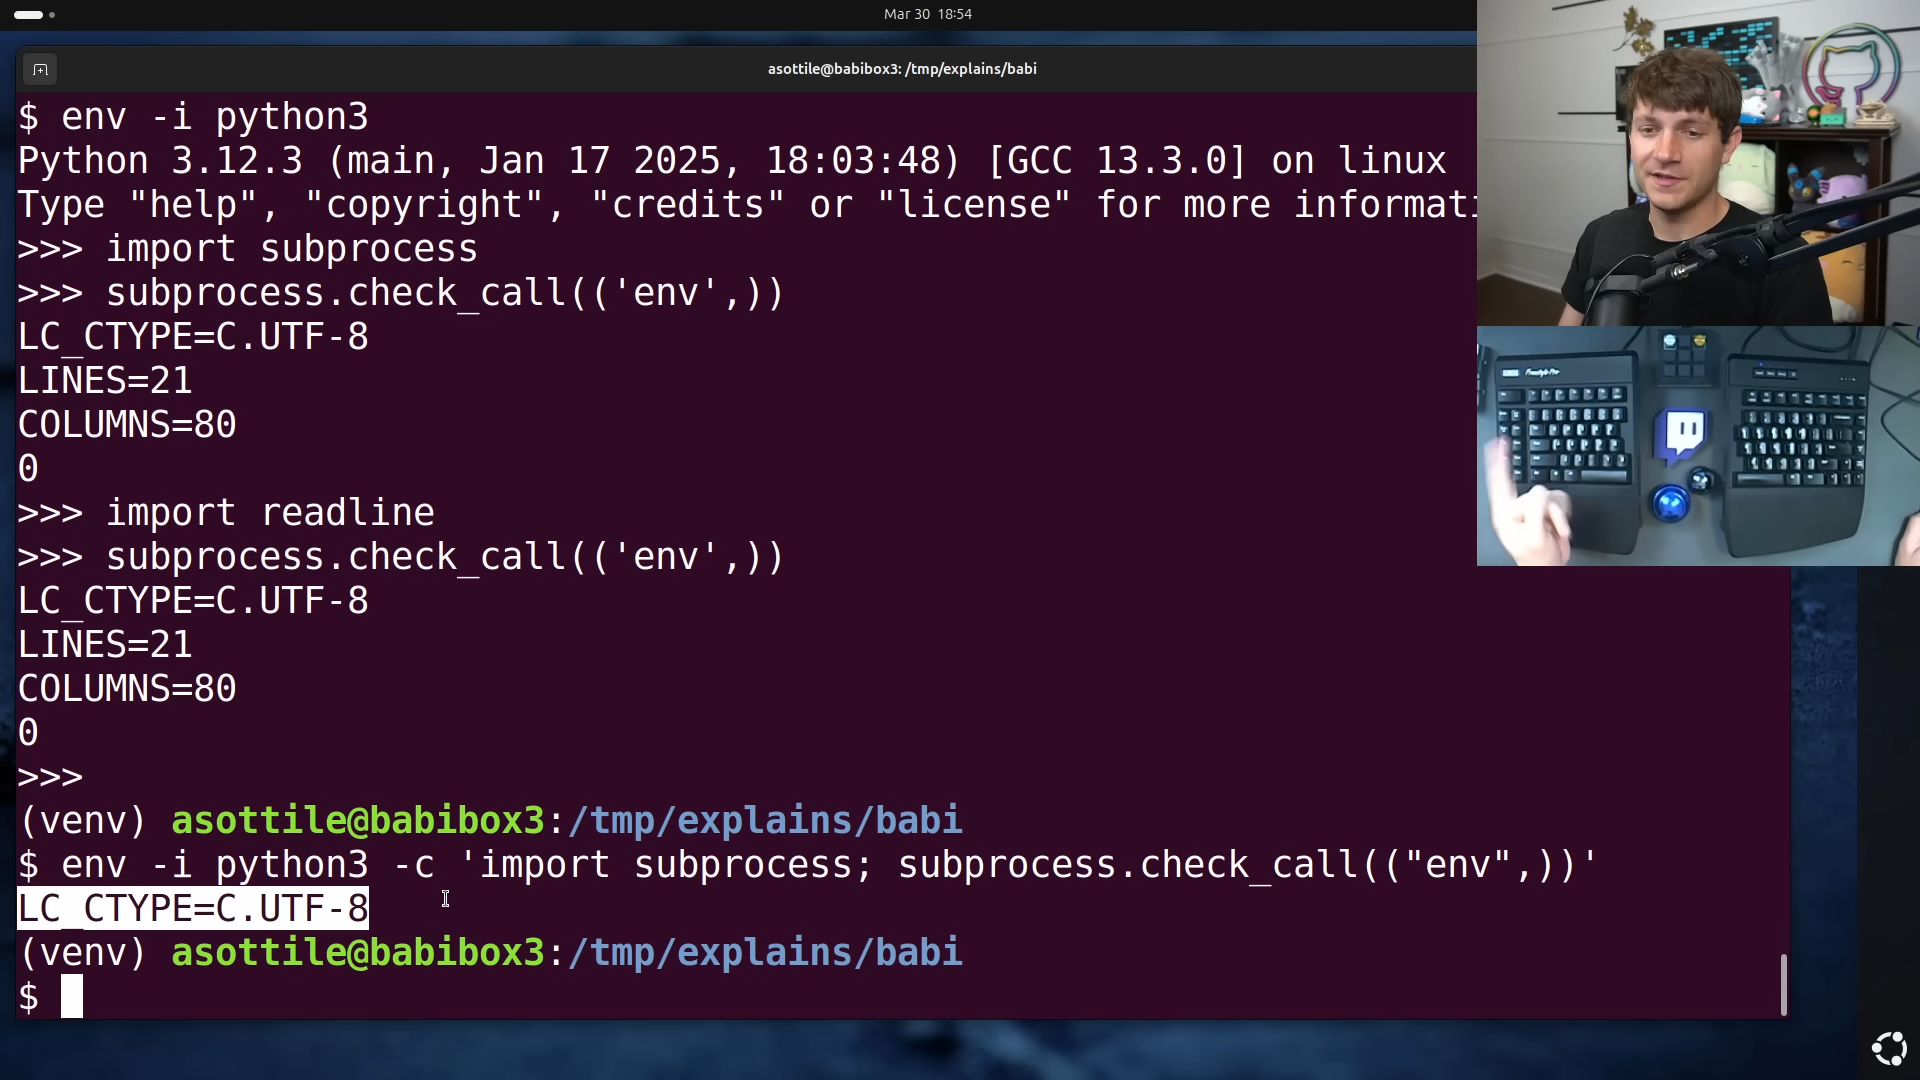 Mar 30 18:54
asottile@babibox3: /tmp/explains/babi
$ env -i python3
Python 3.12.3 (main, Jan 17 2025, 18:03:48) [GCC 13.3.0] on linux
Type "help", "copyright", "credits" or "license" for more informati
>>> import subprocess
>>> subprocess.check_call(('env',))
LC_CTYPE=C.UTF-8
LINES=21
COLUMNS=80
0
>>> import readline
>>> subprocess.check_call(('env',))
LC_CTYPE=C.UTF-8
LINES=21
COLUMNS=80
0
>>>
(venv) asottile@babibox3:/tmp/explains/babi
$ env -i python3 -c 'import subprocess; subprocess.check_call(("env",))'
LC_CTYPE=C.UTF-8
(venv) asottile@babibox3:/tmp/explains/babi
$
Freestyle Pro